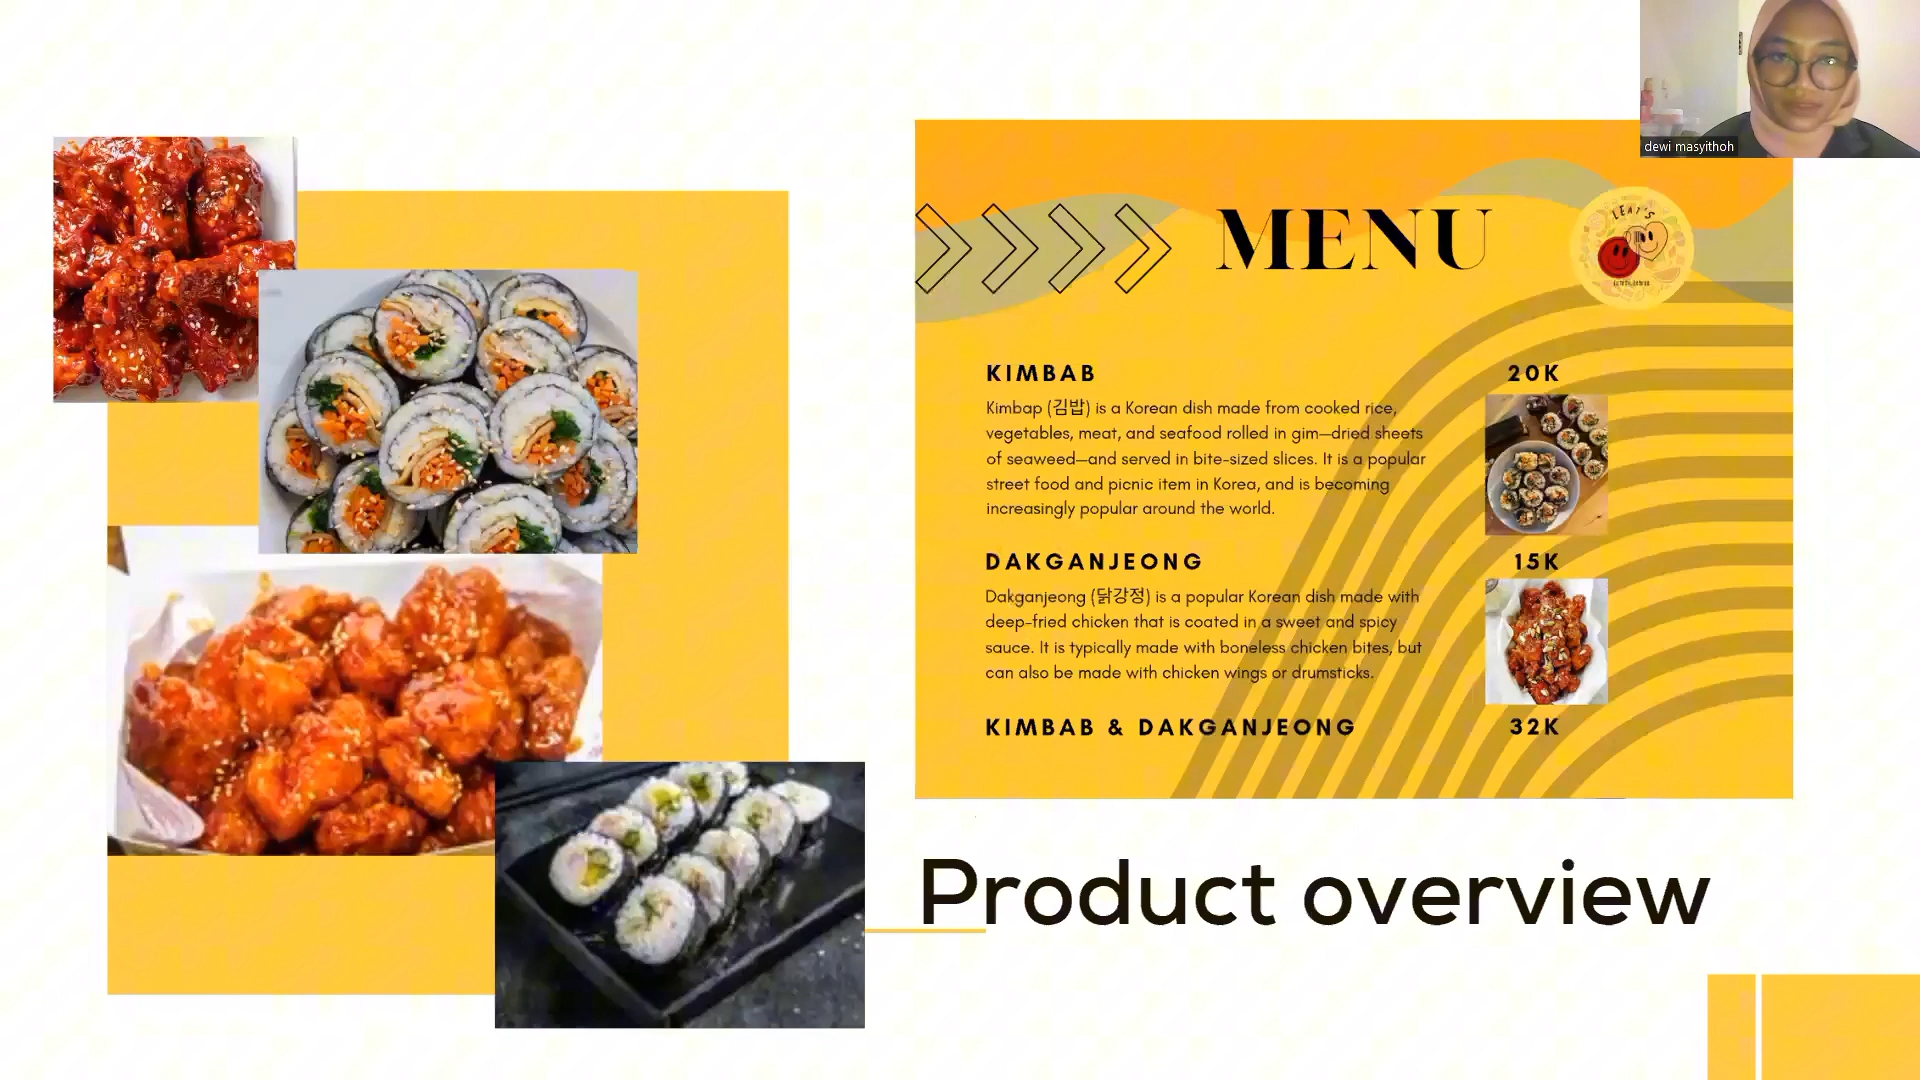 dewi masyithoh
MENU
LEAT'S
KIMBAB 20K
Kimbap (김밥) is a Korean dish made from cooked rice,
vegetables, meat, and seafood rolled in gim—dried sheets
of seaweed—and served in bite-sized slices. It is a popular
street food and picnic item in Korea, and is becoming
increasingly popular around the world.
DAKGANJEONG 15K
Dakganjeong (닭강정) is a popular Korean dish made with
deep-fried chicken that is coated in a sweet and spicy
sauce. It is typically made with boneless chicken bites, but
can also be made with chicken wings or drumsticks.
KIMBAB & DAKGANJEONG 32K
Product overview